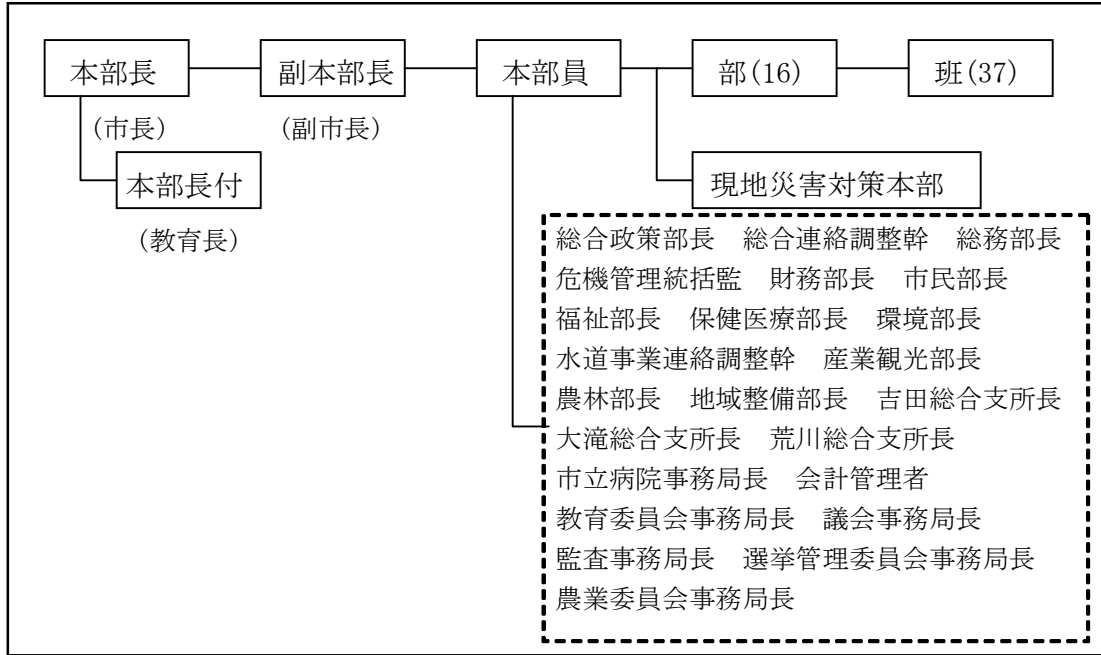 本部長 副本部長 本部員 部(16) 班(37)
(市長) (副市長)
本部長付 現地災害対策本部
(教育長)
総合政策部長　総合連絡調整幹　総務部長
危機管理統括監　財務部長　市民部長
福祉部長　保健医療部長　環境部長
水道事業連絡調整幹　産業観光部長
農林部長　地域整備部長　吉田総合支所長
大滝総合支所長　荒川総合支所長
市立病院事務局長　会計管理者
教育委員会事務局長　議会事務局長
監査事務局長　選挙管理委員会事務局長
農業委員会事務局長